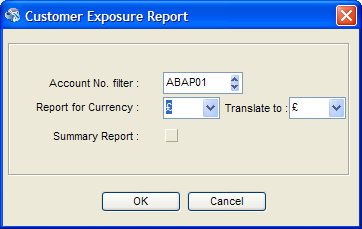 Customer Exposure Report
Account No. filter : ABAP01
Report for Currency : £ Translate to : £
Summary Report :
OK Cancel